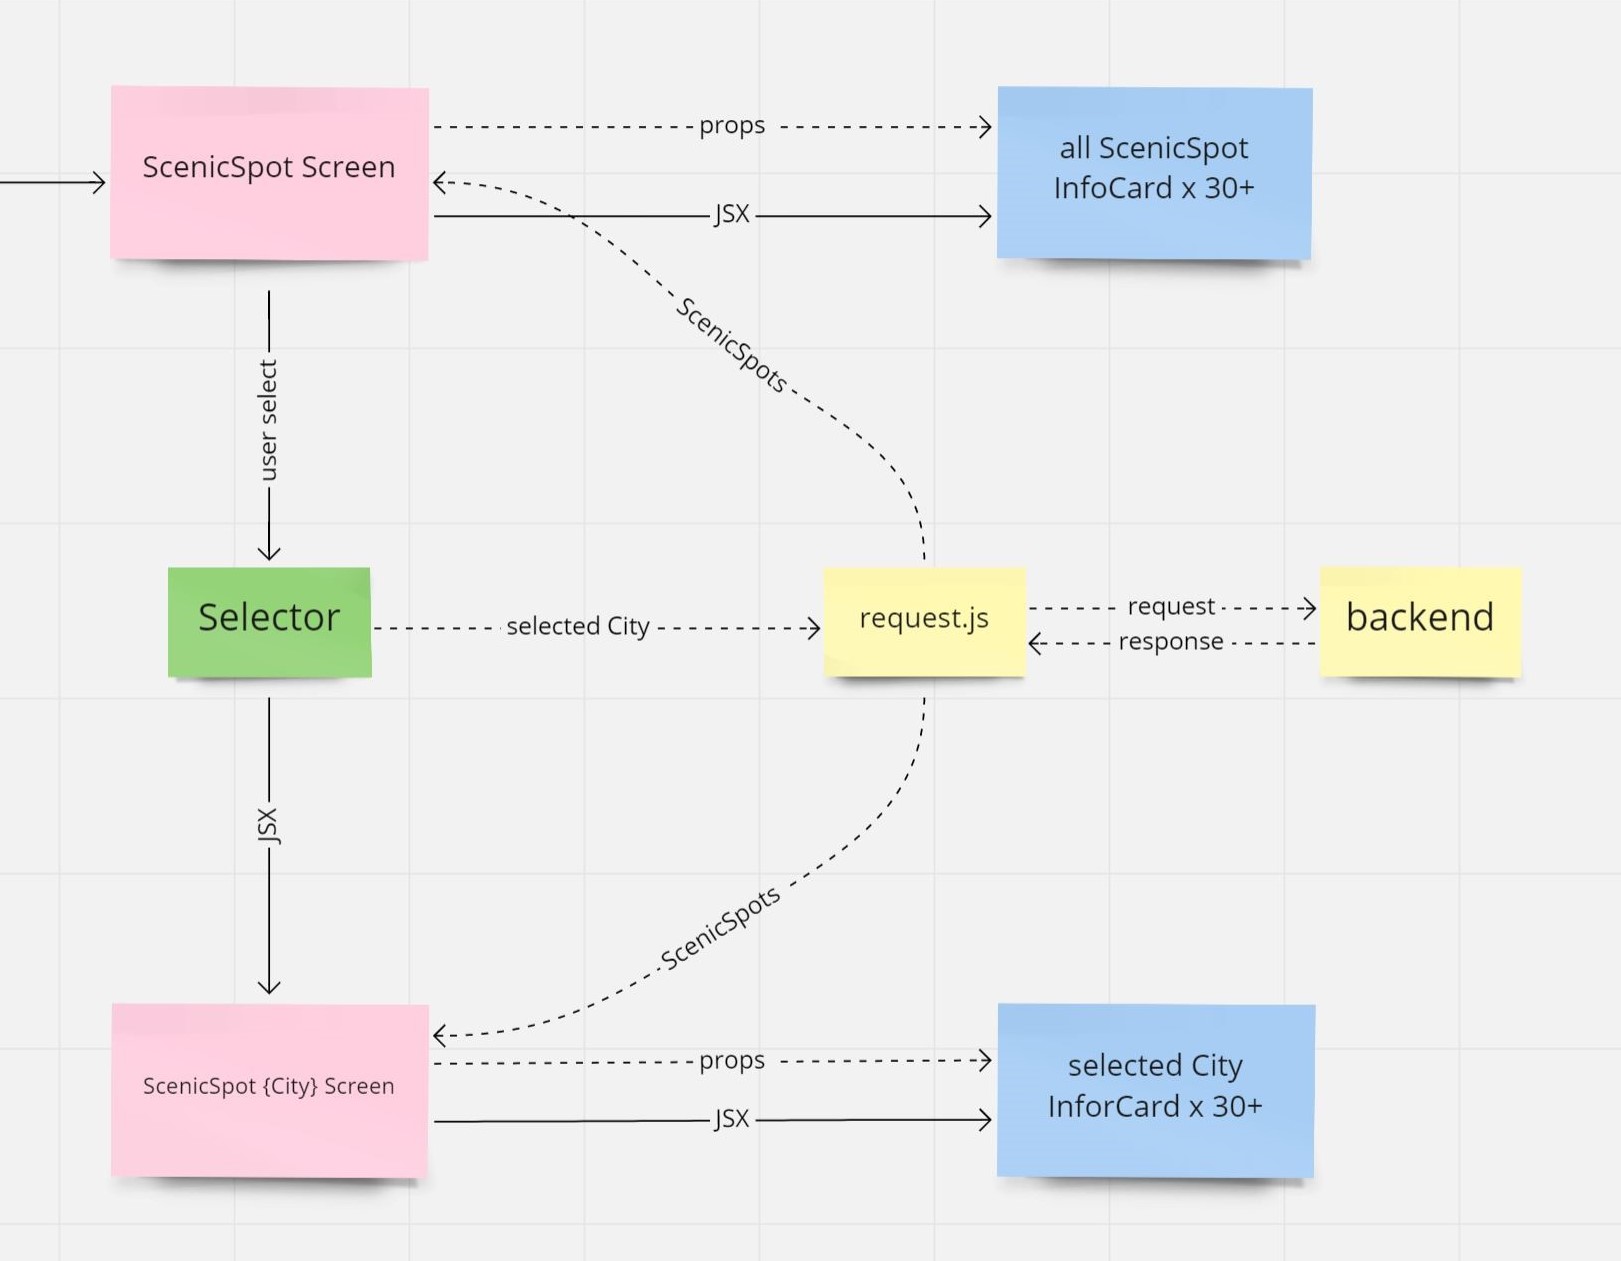 ScenicSpot Screen
props
JSX
all ScenicSpot
InfoCard x 30+
ScenicSpots
user select
Selector
selected City
request.js
request
response
backend
JSX
ScenicSpots
ScenicSpot {City} Screen
props
JSX
selected City
InforCard x 30+